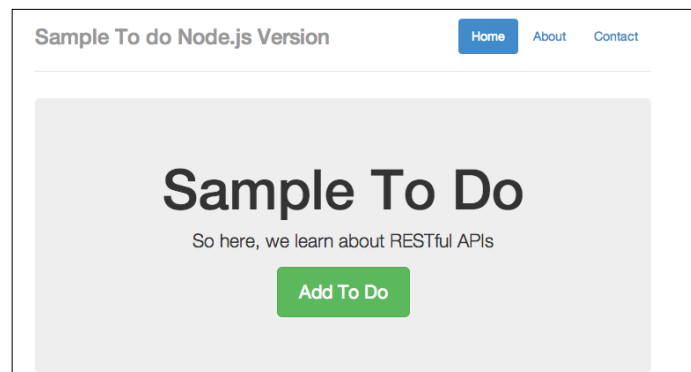 Sample To do Node.js Version
Home About Contact
Sample To Do
So here, we learn about RESTful APIs
Add To Do